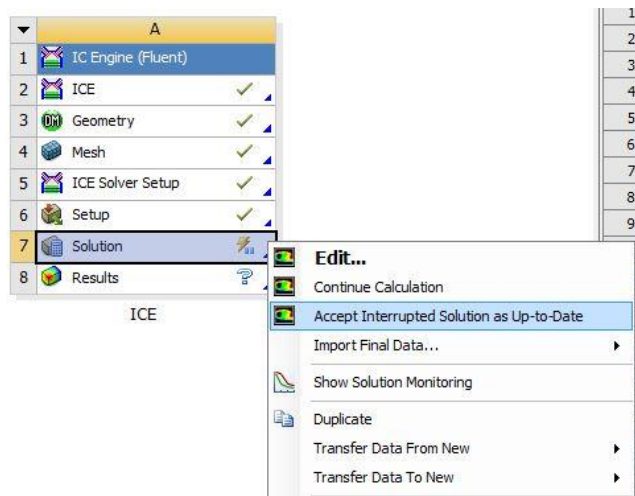 A
1 IC Engine (Fluent)
2 ICE
3 DM Geometry
4 Mesh
5 ICE Solver Setup
6 Setup
7 Solution
8 Results ?
ICE
Edit...
Continue Calculation
Accept Interrupted Solution as Up-to-Date
Import Final Data...
Show Solution Monitoring
Duplicate
Transfer Data From New
Transfer Data To New
1
2
3
4
5
6
7
8
9